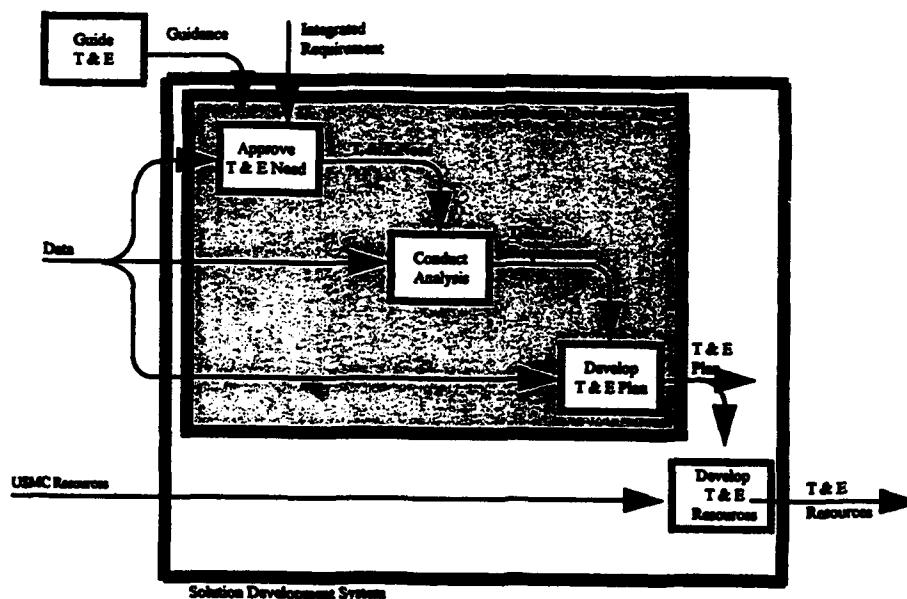 Guide
T & E
Guidance
Integrated
Requirement
Approve
T & E Need
Data
Conduct
Analysis
Develop
T & E Plan
T & E
Plan
USMC Resources
Develop
T & E
Resources
T & E
Resources
Solution Development System